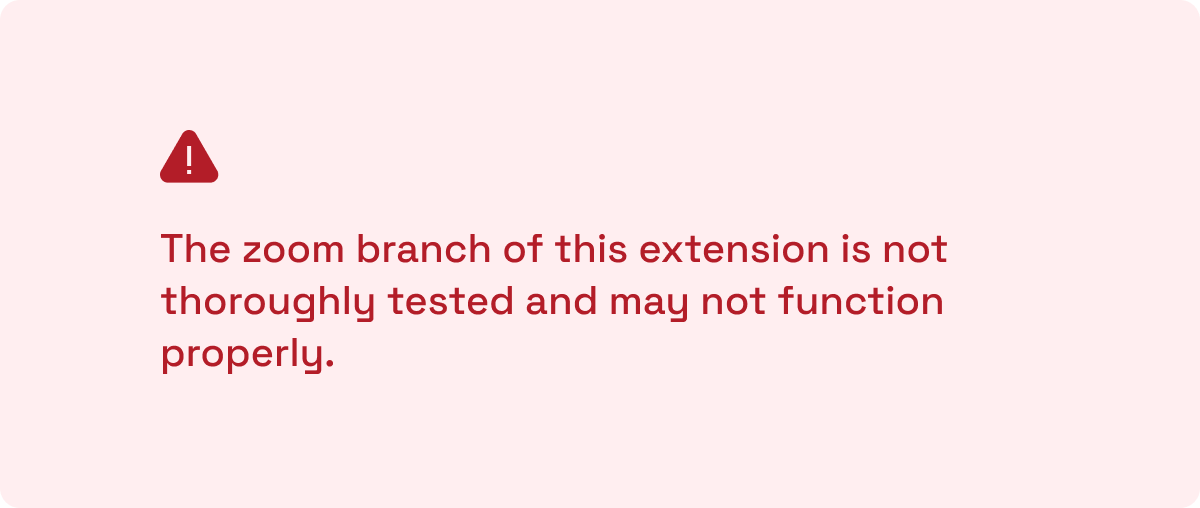 The zoom branch of this extension is not
thoroughly tested and may not function
properly.